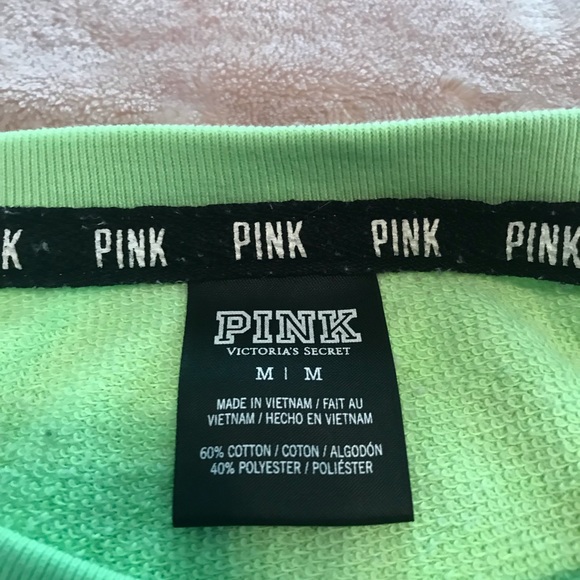 K PINK PINK PINK PINK
PINK
VICTORIA'S SECRET
M | M
MADE IN VIETNAM / FAIT AU
VIETNAM / HECHO EN VIETNAM
60% COTTON / COTON / ALGODÓN
40% POLYESTER / POLIÉSTER